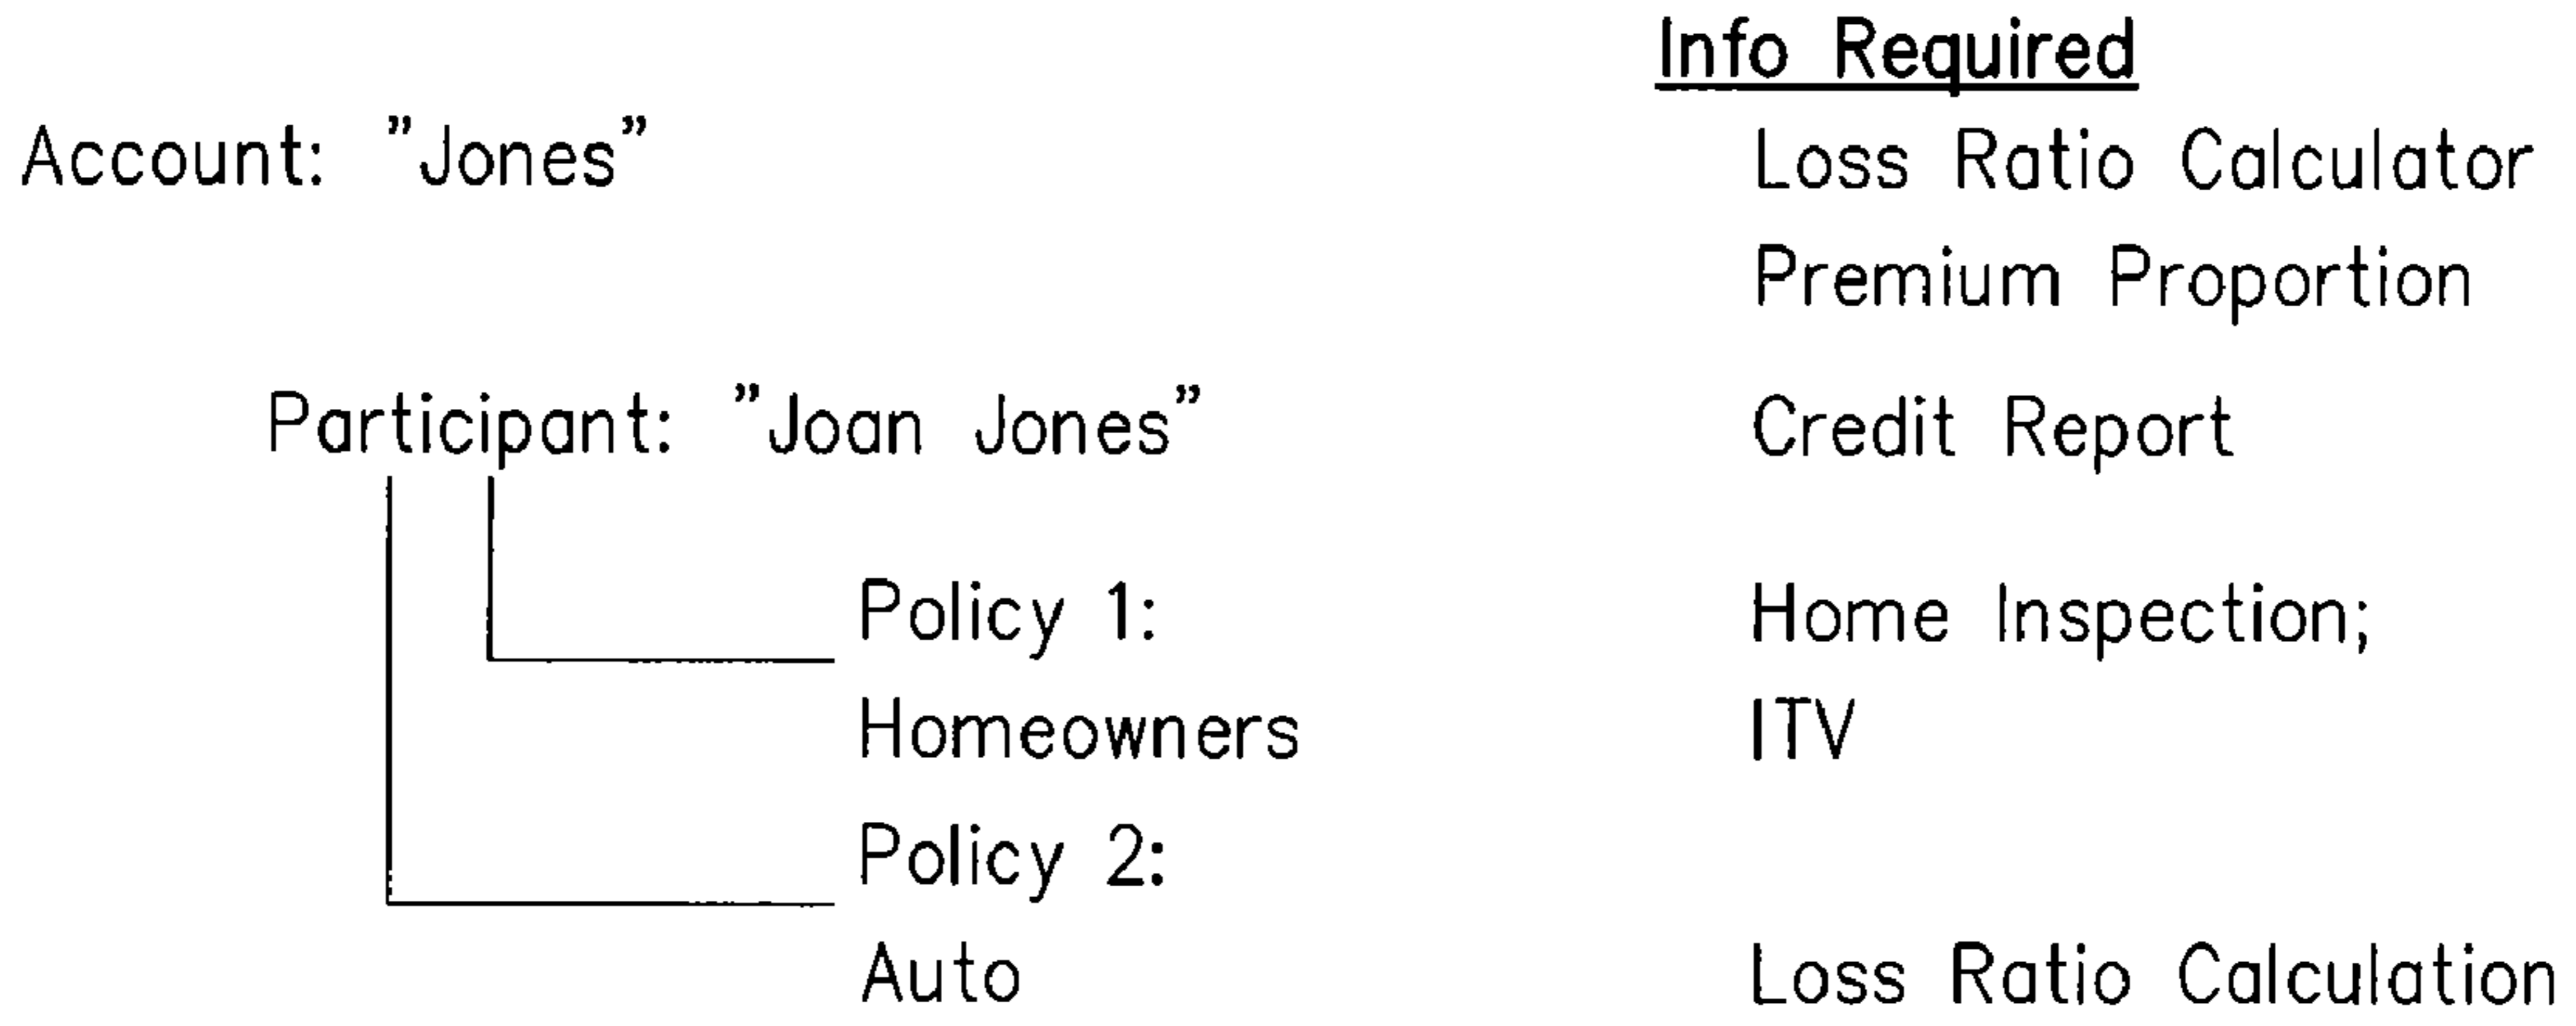 Info Required
Account: ”Jones” Loss Ratio Calculator
Premium Proportion
Participant: ”Joan Jones” Credit Report
Policy 1: Home Inspection;
Homeowners ITV
Policy 2:
Auto Loss Ratio Calculation